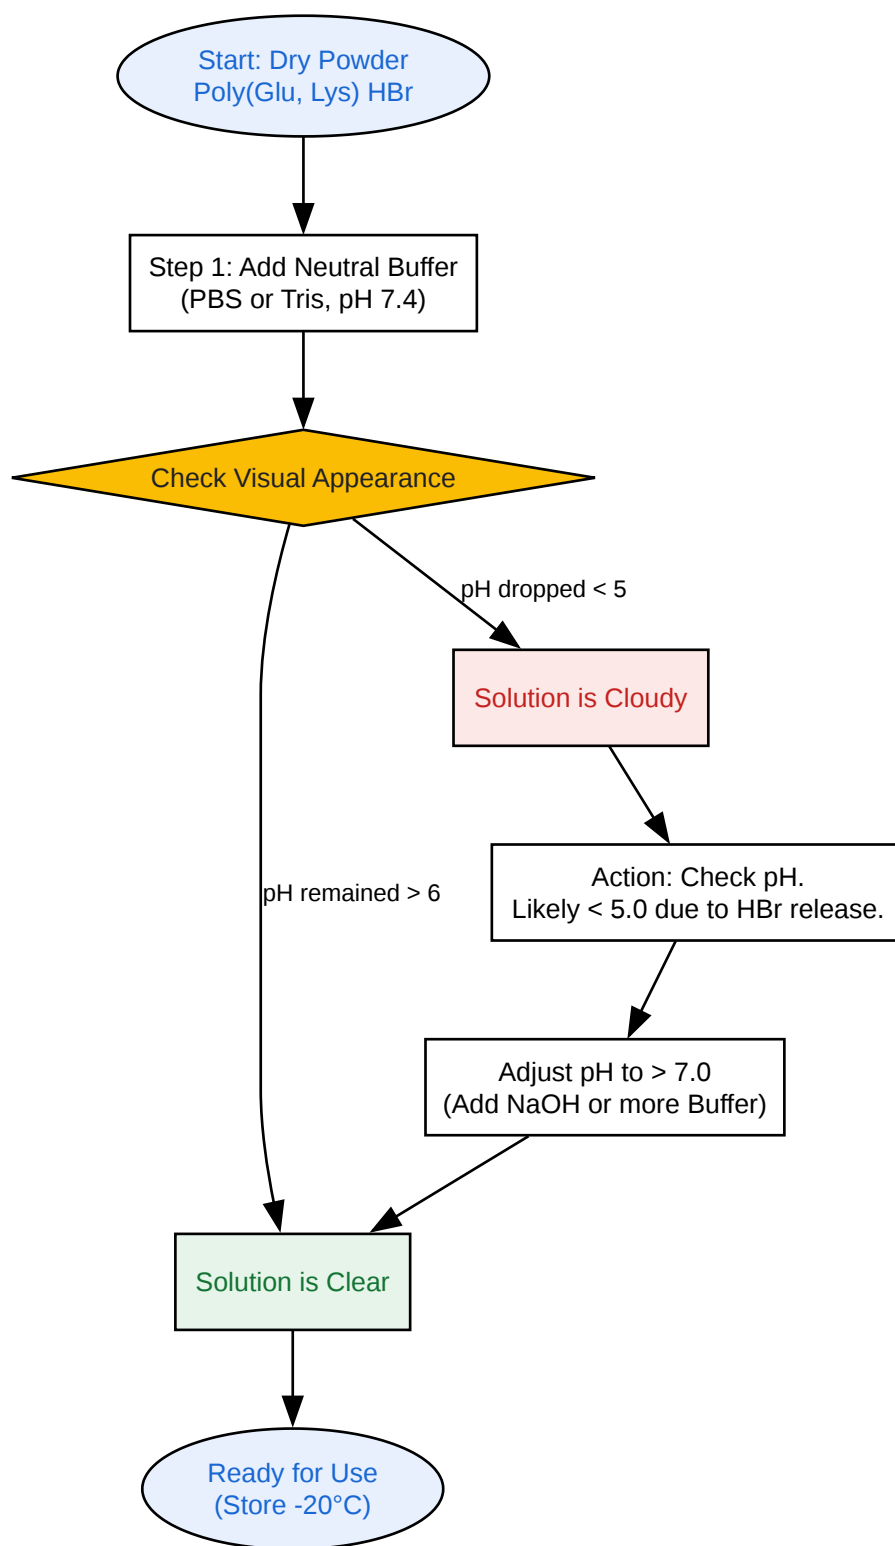 Start: Dry Powder
Poly(Glu, Lys) HBr
Step 1: Add Neutral Buffer
(PBS or Tris, pH 7.4)
Check Visual Appearance
pH dropped < 5
Solution is Cloudy
Action: Check pH.
Likely < 5.0 due to HBr release.
pH remained > 6
Adjust pH to > 7.0
(Add NaOH or more Buffer)
Solution is Clear
Ready for Use
(Store -20°C)